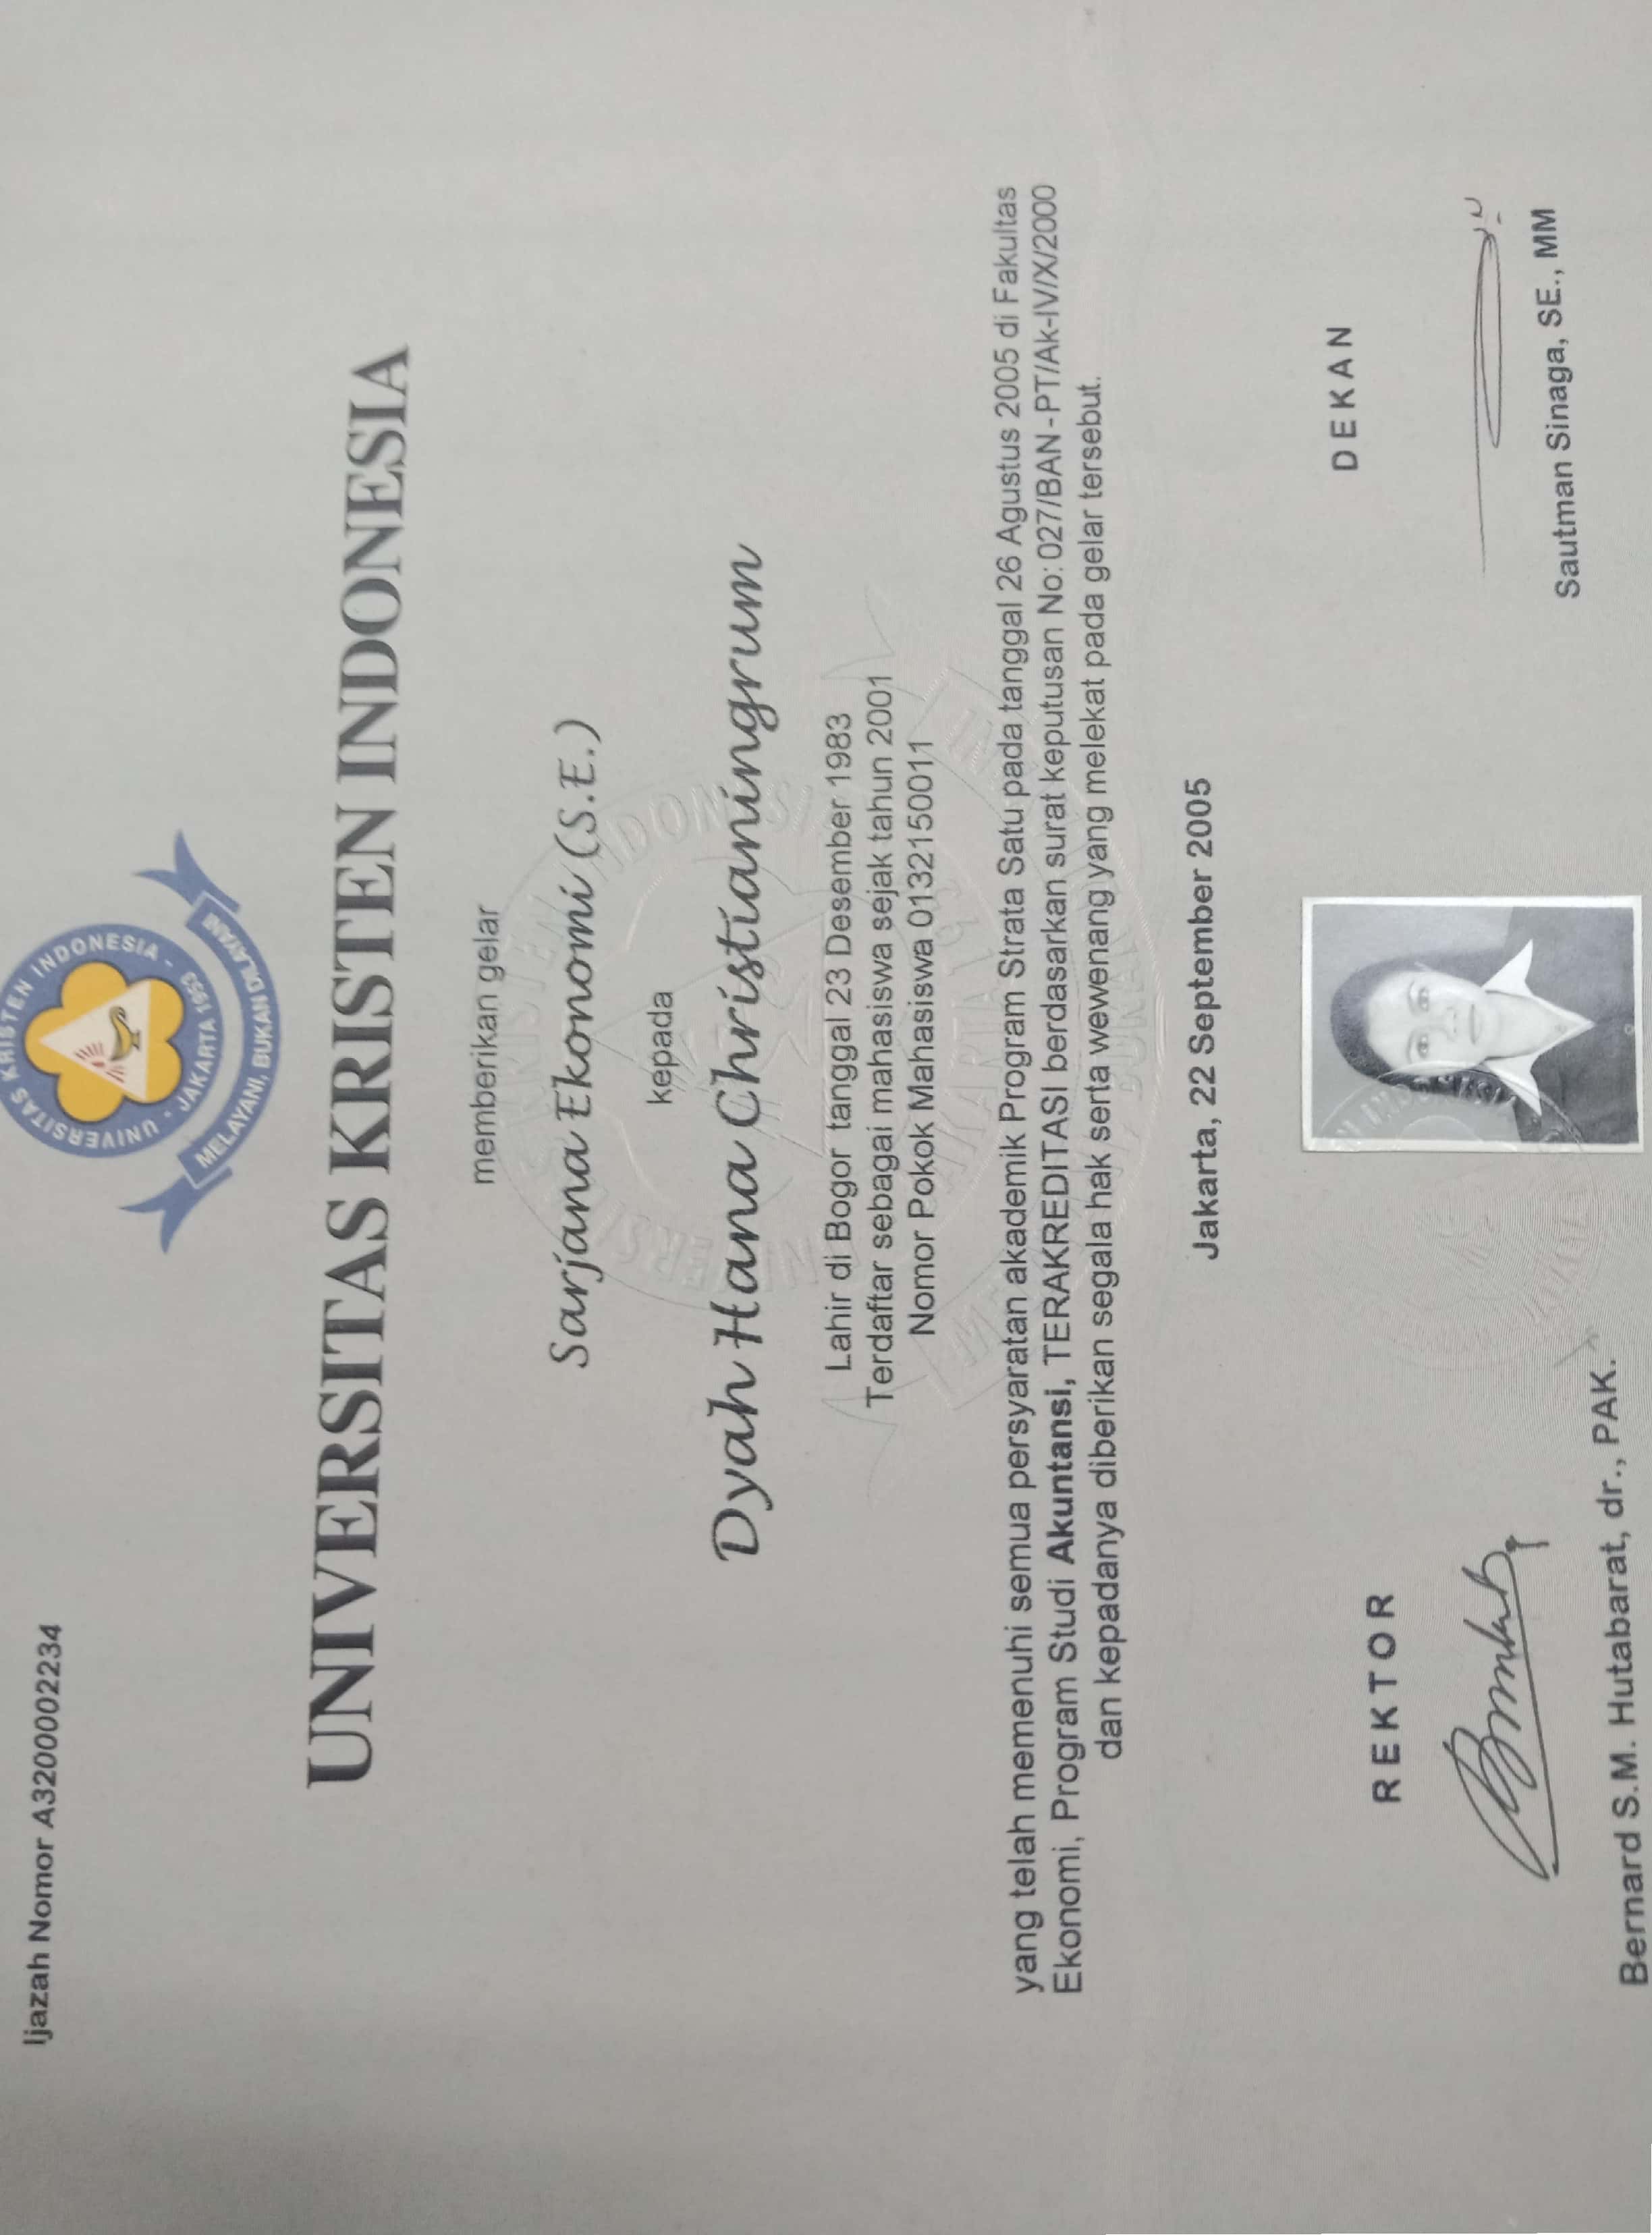 Ijazah Nomor A3200002234
UNIVERSITAS KRISTEN INDONESIA - JAKARTA 1953 -
MELAYANI, BUKAN DILAYANI
UNIVERSITAS KRISTEN INDONESIA
memberikan gelar
Sarjana Ekonomi (S.E.)
kepada
Dyah Hana Christianingrum
Lahir di Bogor tanggal 23 Desember 1983
Terdaftar sebagai mahasiswa sejak tahun 2001
Nomor Pokok Mahasiswa 0132150011
yang telah memenuhi semua persyaratan akademik Program Strata Satu pada tanggal 26 Agustus 2005 di Fakultas
Ekonomi, Program Studi Akuntansi, TERAKREDITASI berdasarkan surat keputusan No: 027/BAN-PT/Ak-IV/X/2000
dan kepadanya diberikan segala hak serta wewenang yang melekat pada gelar tersebut.
Jakarta, 22 September 2005
REKTOR
DEKAN
Bernard S.M. Hutabarat, dr., PAK.
Sautman Sinaga, SE., MM